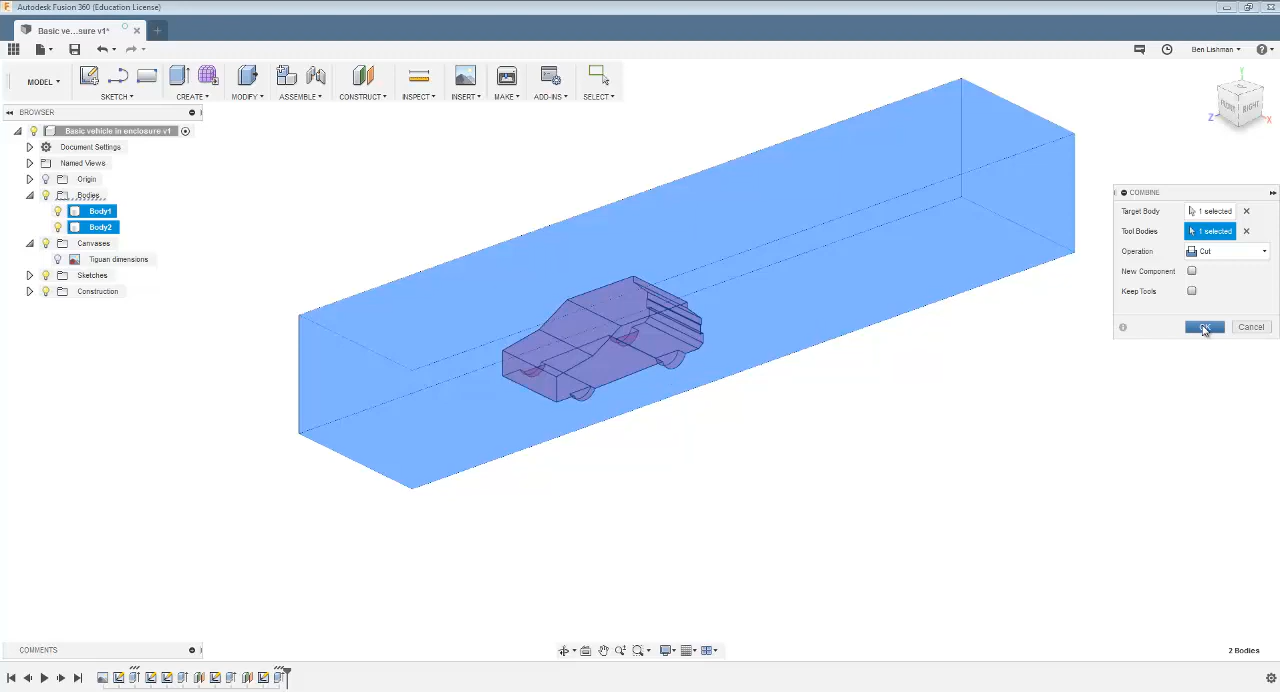 Autodesk Fusion 360 (Education License)
Basic ve...sure v1*
Ben Lishman
MODEL
SKETCH
CREATE
MODIFY
ASSEMBLE
CONSTRUCT
INSPECT
INSERT
MAKE
ADD-INS
SELECT
BROWSER
Basic vehicle in enclosure v1
Document Settings
Named Views
Origin
Bodies
Body1
Body2
Canvases
Tiguan dimensions
Sketches
Construction
Y
RIGHT
Z
X
COMBINE
Target Body 1 selected
Tool Bodies 1 selected
Operation Cut
New Component
Keep Tools
OK Cancel
COMMENTS
2 Bodies